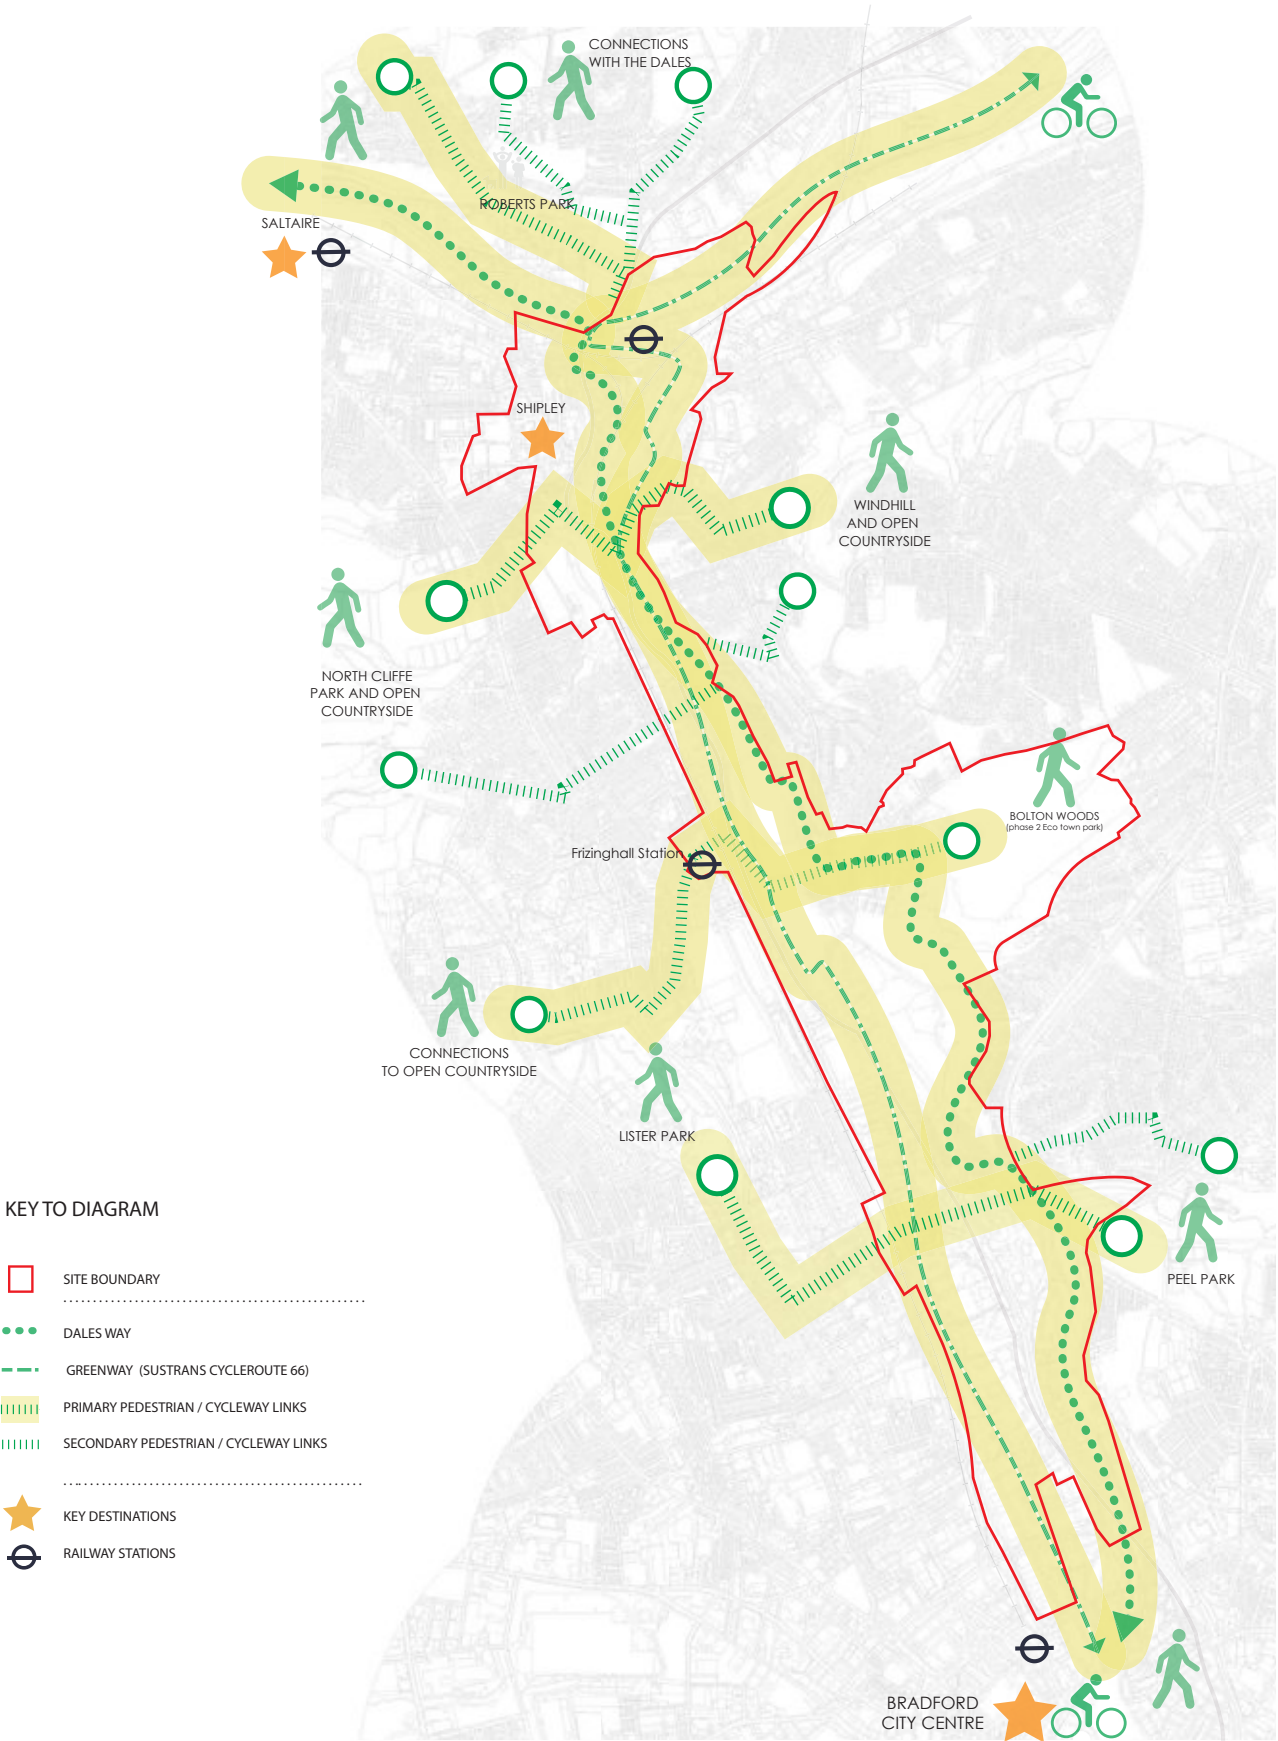 CONNECTIONS
WITH THE DALES
ROBERTS PARK
SALTAIRE
SHIPLEY
WINDHILL
AND OPEN
COUNTRYSIDE
NORTH CLIFFE
PARK AND OPEN
COUNTRYSIDE
BOLTON WOODS
(phase 2 Eco town park)
Frizinghall Station
CONNECTIONS
TO OPEN COUNTRYSIDE
LISTER PARK
PEEL PARK
KEY TO DIAGRAM
SITE BOUNDARY
DALES WAY
GREENWAY (SUSTRANS CYCLEROUTE 66)
PRIMARY PEDESTRIAN / CYCLEWAY LINKS
SECONDARY PEDESTRIAN / CYCLEWAY LINKS
KEY DESTINATIONS
RAILWAY STATIONS
BRADFORD
CITY CENTRE